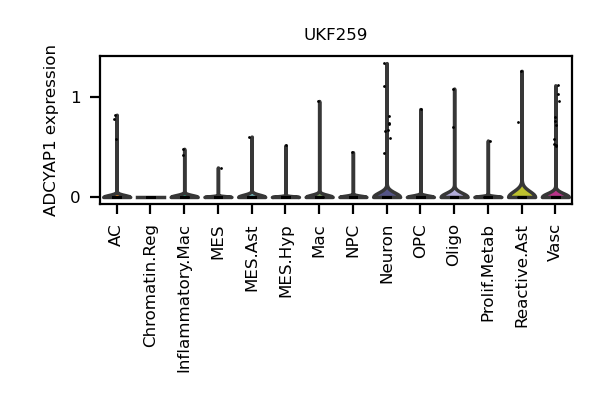 UKF259
ADCYAP1 expression
1
0
AC
Chromatin.Reg
Inflammatory.Mac
MES
MES.Ast
MES.Hyp
Mac
NPC
Neuron
OPC
Oligo
Prolif.Metab
Reactive.Ast
Vasc